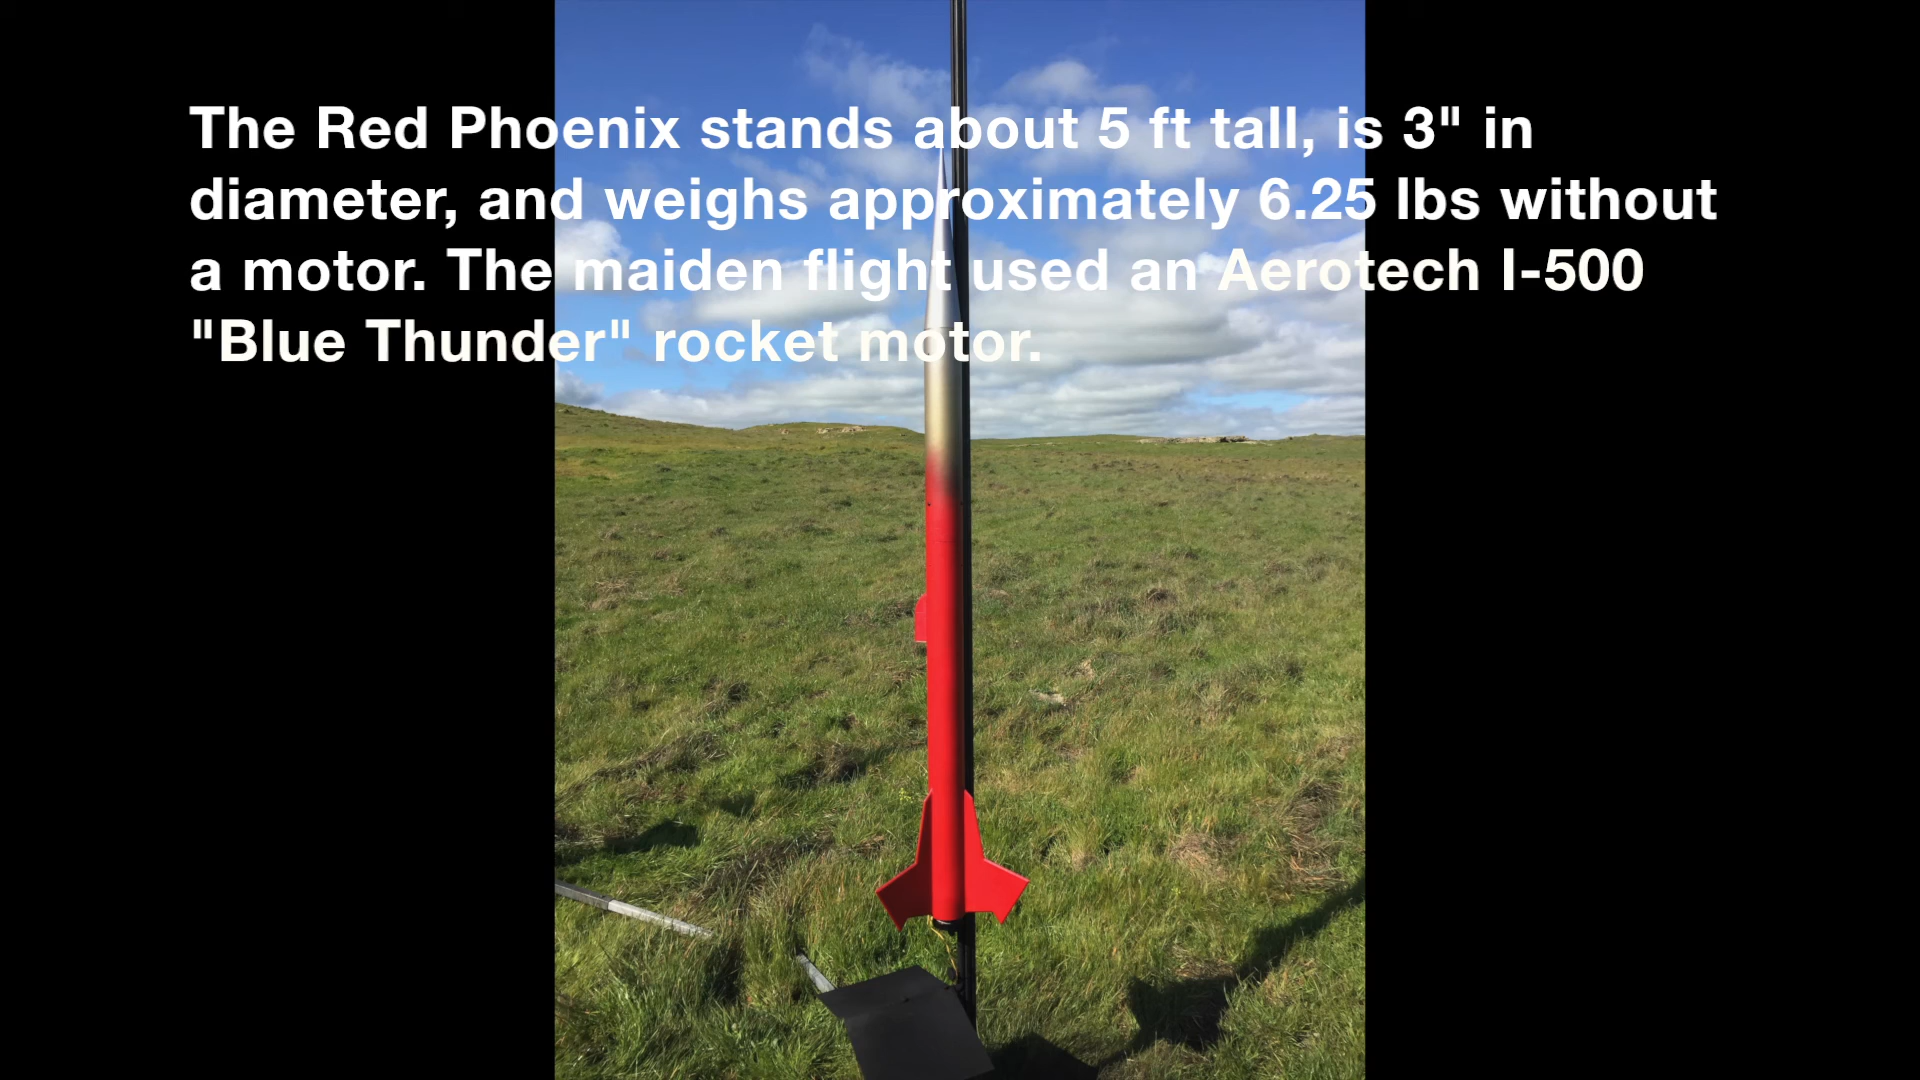 The Red Phoenix stands about 5 ft tall, is 3" in
diameter, and weighs approximately 6.25 lbs without
a motor. The maiden flight used an Aerotech I-500
"Blue Thunder" rocket motor.